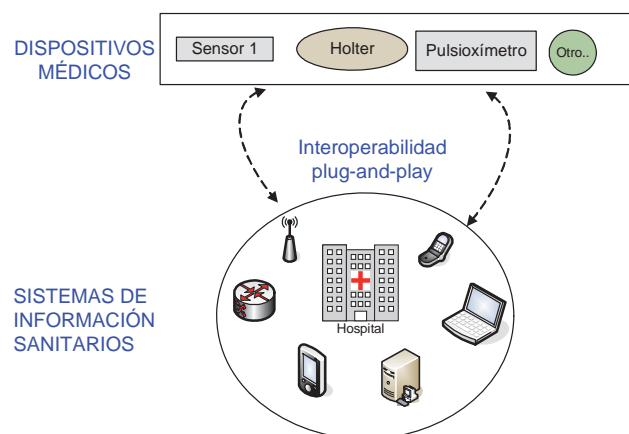 DISPOSITIVOS
MÉDICOS
Sensor 1
Holter
Pulsioxímetro
Otro..
Interoperabilidad
plug-and-play
SISTEMAS DE
INFORMACIÓN
SANITARIOS
Hospital